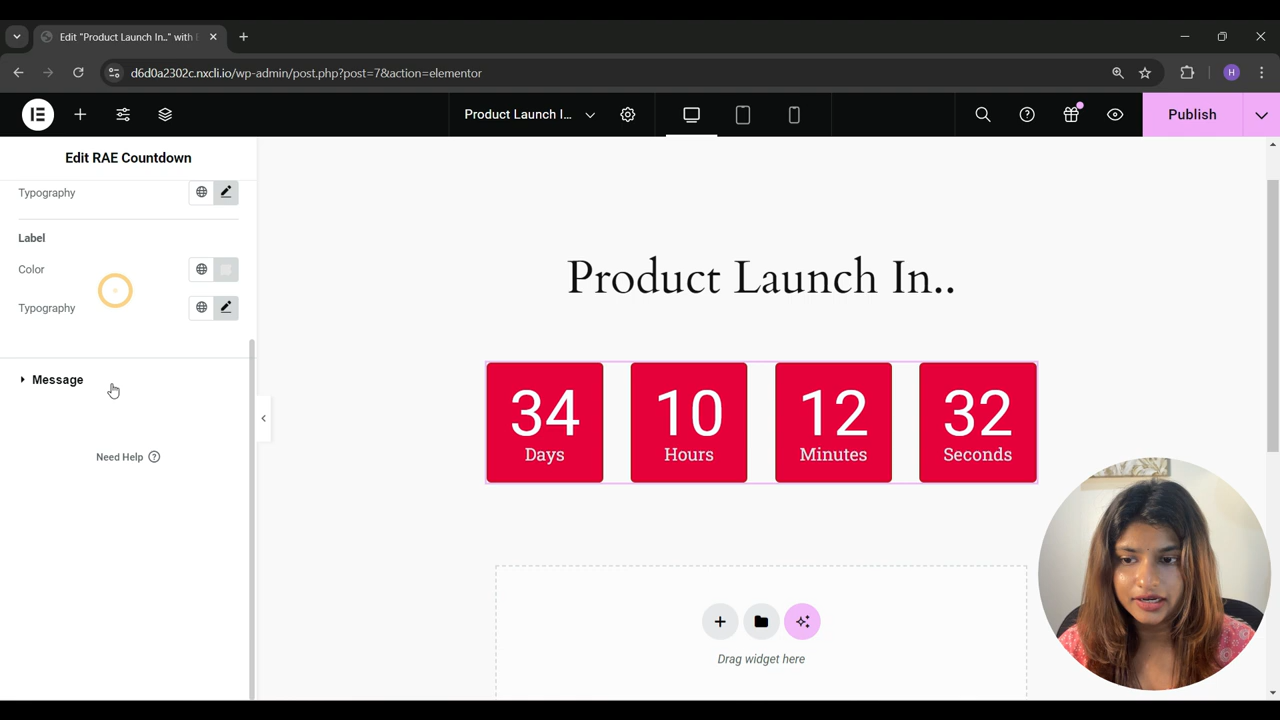 Edit "Product Launch In.." with E
d6d0a2302c.nxcli.io/wp-admin/post.php?post=7&action=elementor
H
Product Launch I...
Publish
Edit RAE Countdown
Typography
Label
Color
Typography
Message
Need Help
Product Launch In..
34 10 12 32
Days Hours Minutes Seconds
Drag widget here